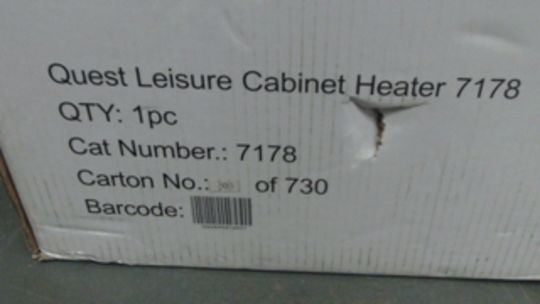 Quest Leisure Cabinet Heater 7178
QTY: 1pc
Cat Number.: 7178
Carton No.: of 730
Barcode: